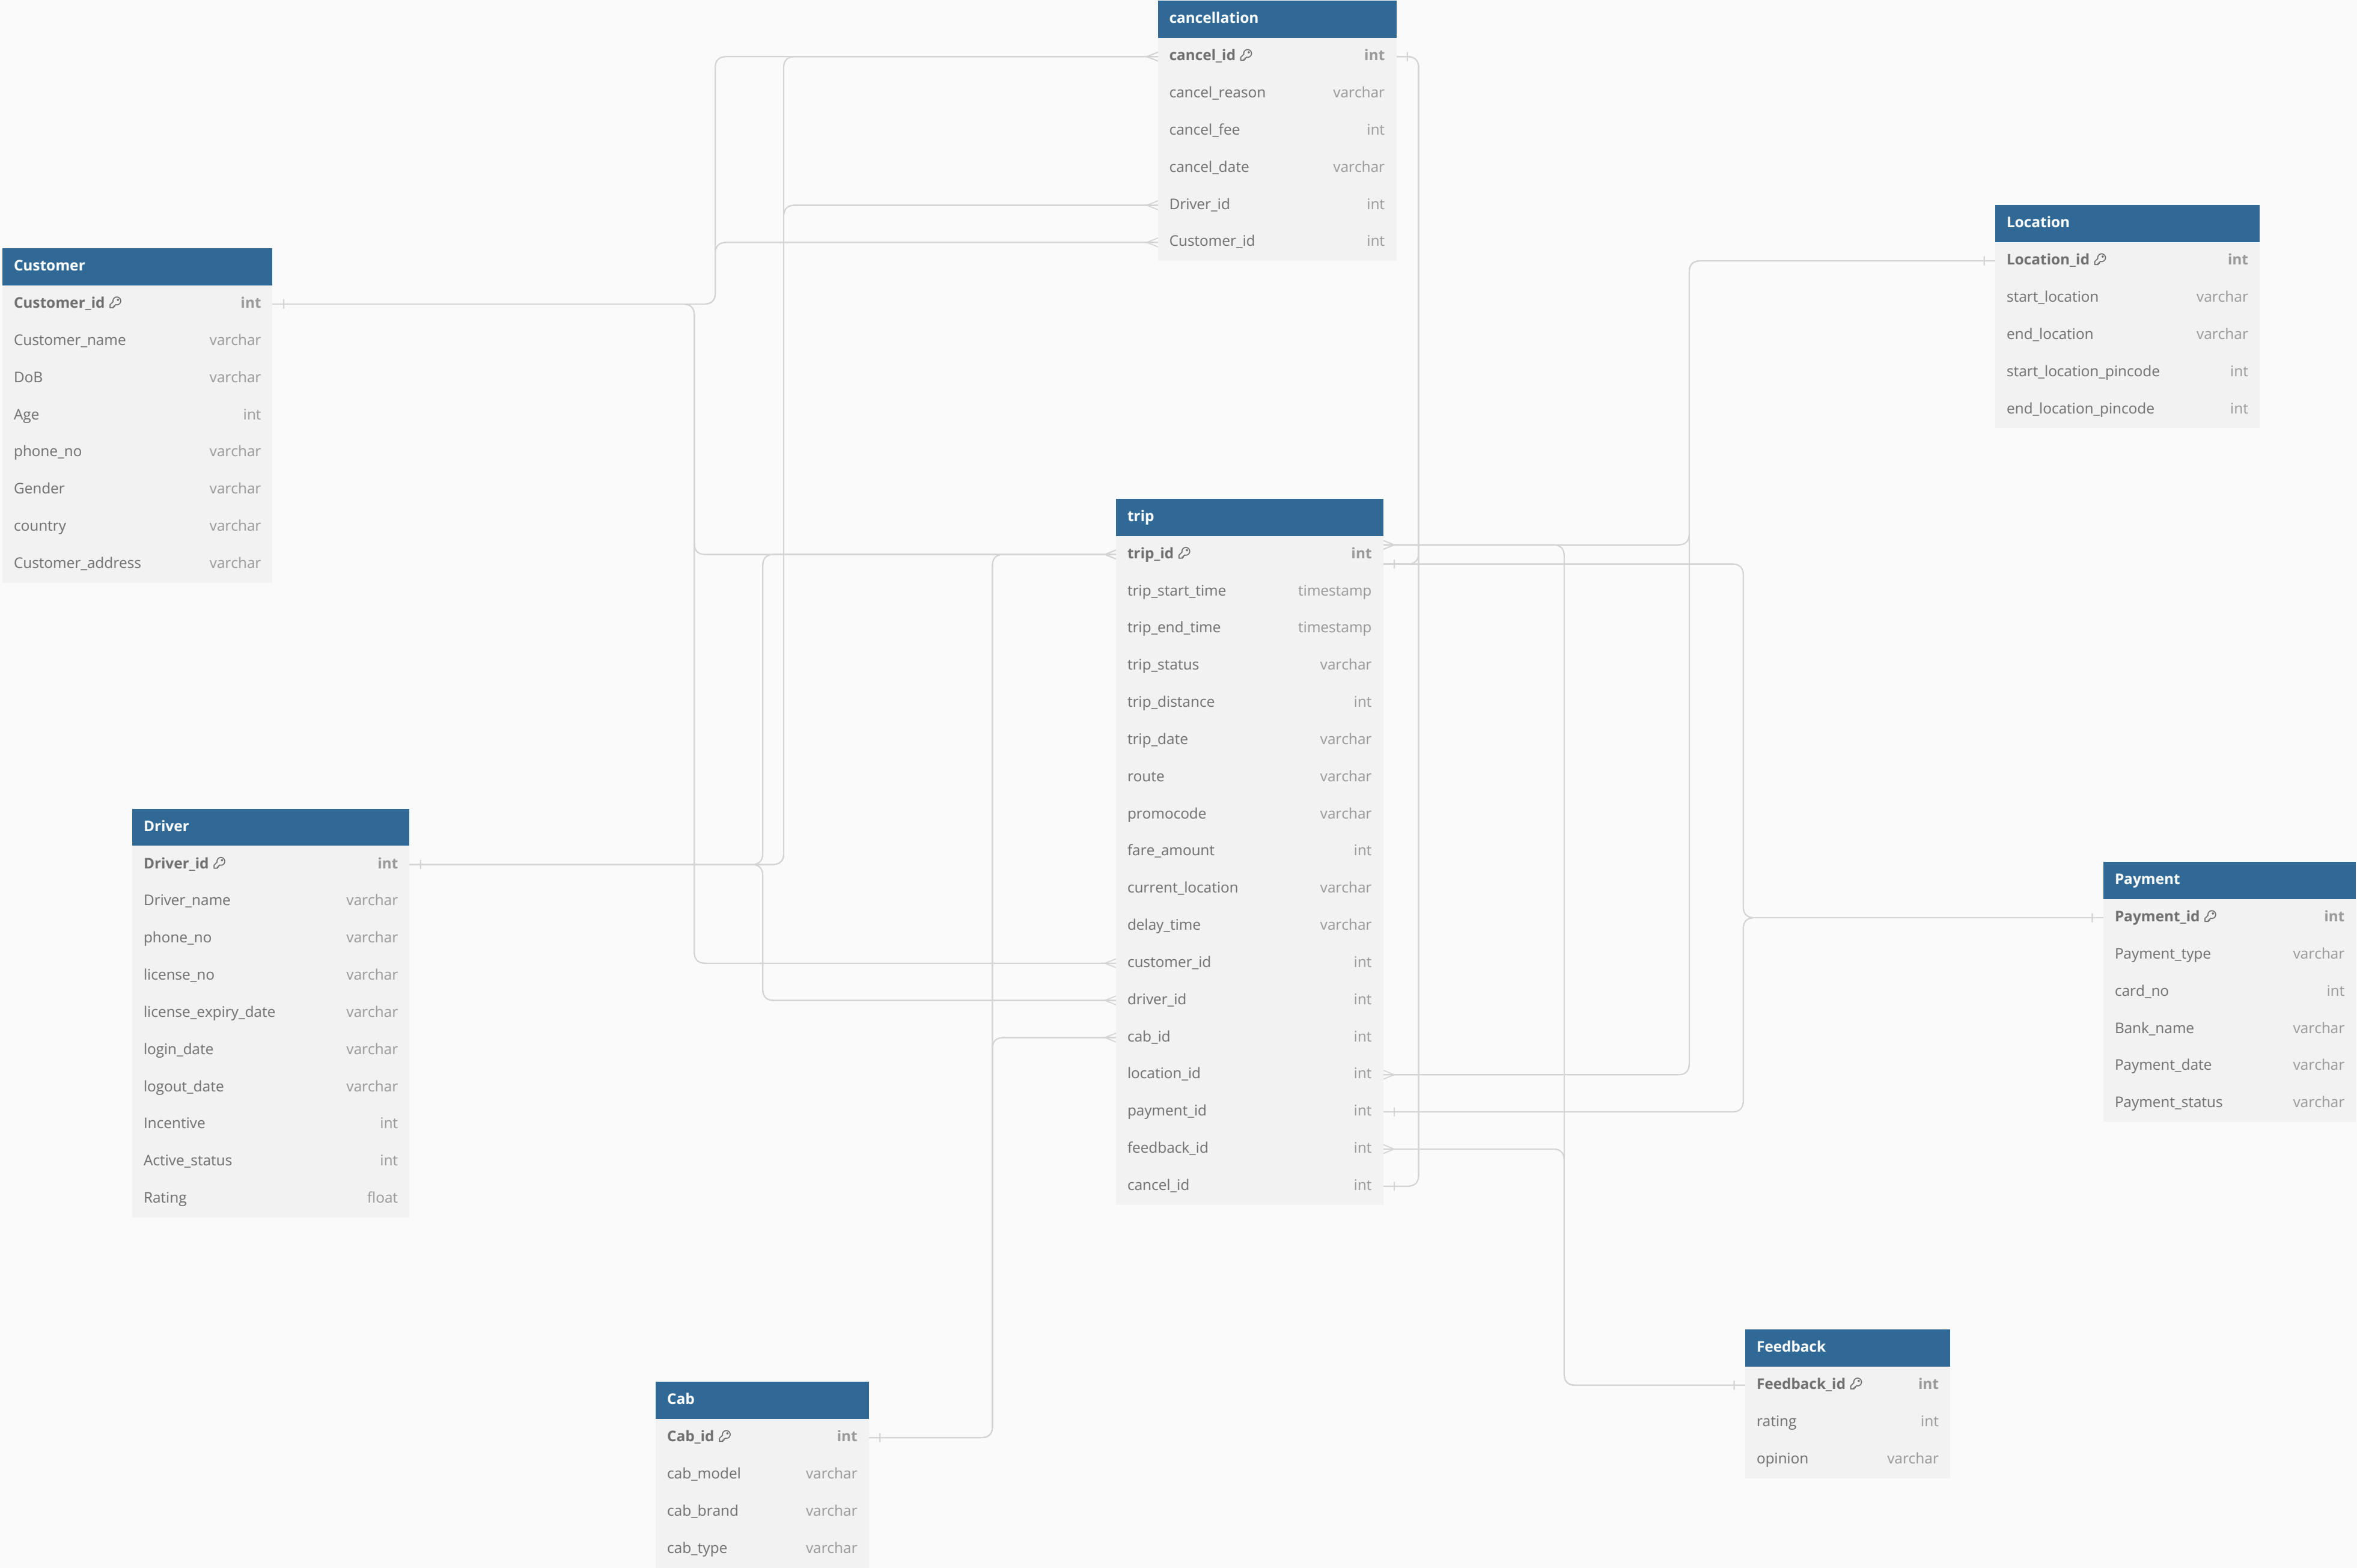 cancellation
cancel_id int
cancel_reason varchar
cancel_fee int
cancel_date varchar
Driver_id int
Customer_id int
Location
Location_id int
start_location varchar
end_location varchar
start_location_pincode int
end_location_pincode int
Customer
Customer_id int
Customer_name varchar
DoB varchar
Age int
phone_no varchar
Gender varchar
country varchar
Customer_address varchar
trip
trip_id int
trip_start_time timestamp
trip_end_time timestamp
trip_status varchar
trip_distance int
trip_date varchar
route varchar
promocode varchar
fare_amount int
current_location varchar
delay_time varchar
customer_id int
driver_id int
cab_id int
location_id int
payment_id int
feedback_id int
cancel_id int
Driver
Driver_id int
Driver_name varchar
phone_no varchar
license_no varchar
license_expiry_date varchar
login_date varchar
logout_date varchar
Incentive int
Active_status int
Rating float
Payment
Payment_id int
Payment_type varchar
card_no int
Bank_name varchar
Payment_date varchar
Payment_status varchar
Feedback
Feedback_id int
rating int
opinion varchar
Cab
Cab_id int
cab_model varchar
cab_brand varchar
cab_type varchar